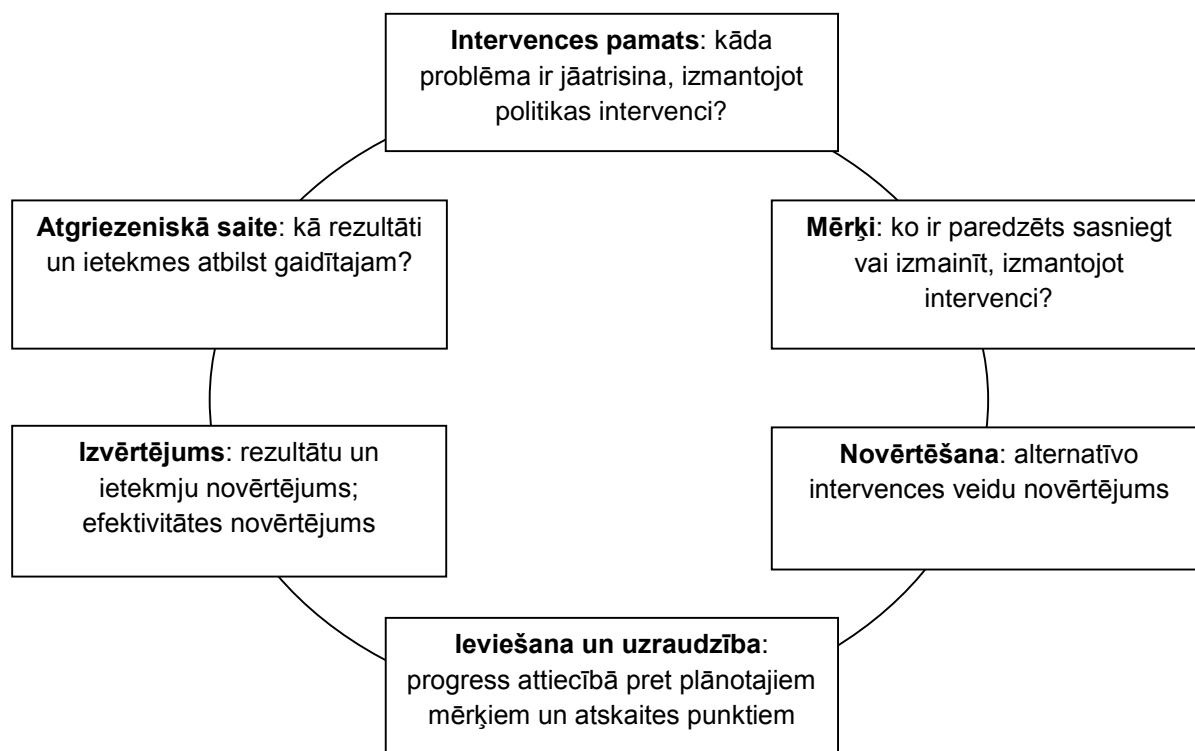 Intervences pamats: kāda
problēma ir jāatrisina, izmantojot
politikas intervenci?
Mērķi: ko ir paredzēts sasniegt
vai izmainīt, izmantojot
intervenci?
Novērtēšana: alternatīvo
intervences veidu novērtējums
Ieviešana un uzraudzība:
progress attiecībā pret plānotajiem
mērķiem un atskaites punktiem
Izvērtējums: rezultātu un
ietekmju novērtējums;
efektivitātes novērtējums
Atgriezeniskā saite: kā rezultāti
un ietekmes atbilst gaidītajam?